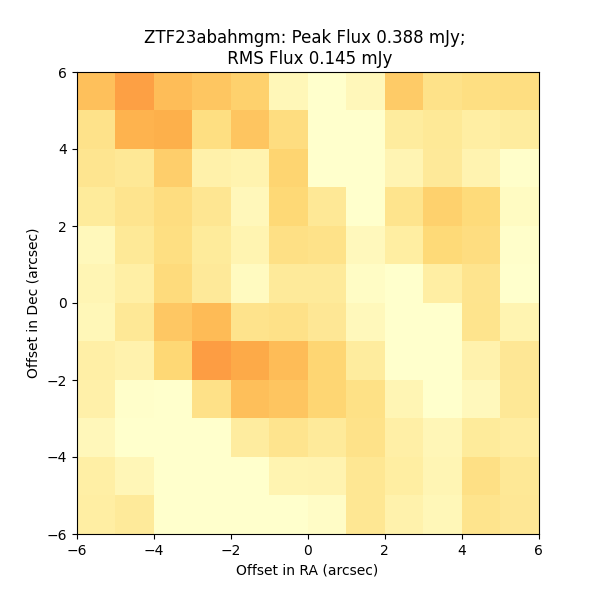 ZTF23abahmgm: Peak Flux 0.388 mJy;
RMS Flux 0.145 mJy
6
4
2
0
−2
−4
−6
Offset in Dec (arcsec)
−6 −4 −2 0 2 4 6
Offset in RA (arcsec)